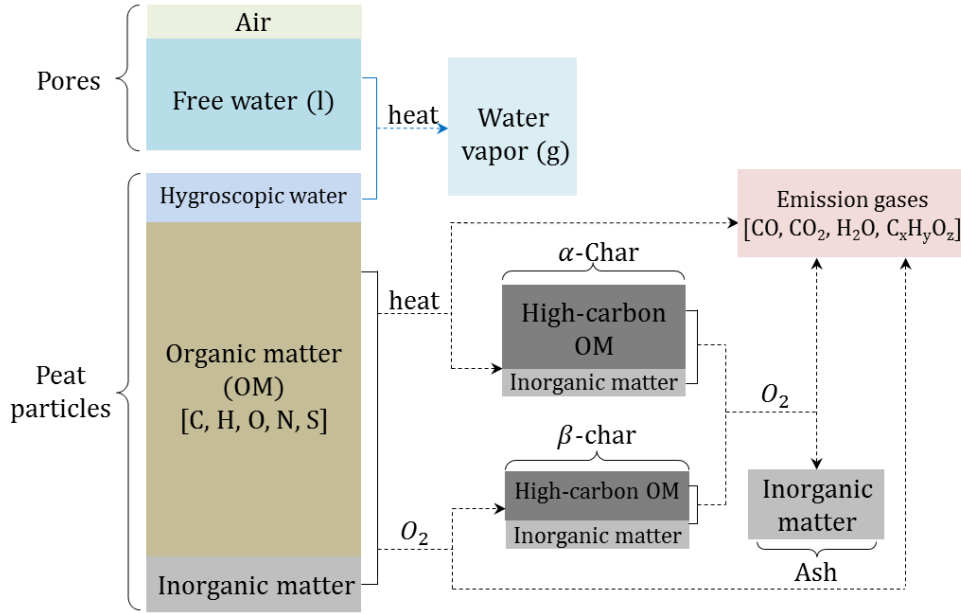 Air
Pores
Free water (l)
heat
Water
vapor (g)
Hygroscopic water
Emission gases
[CO, CO₂, H₂O, CₓHᵧO_z]
α-Char
heat
High-carbon
OM
Inorganic matter
Organic matter
(OM)
[C, H, O, N, S]
Peat
particles
O₂
β-char
High-carbon OM
Inorganic matter
Inorganic
matter
O₂
Inorganic matter
Ash